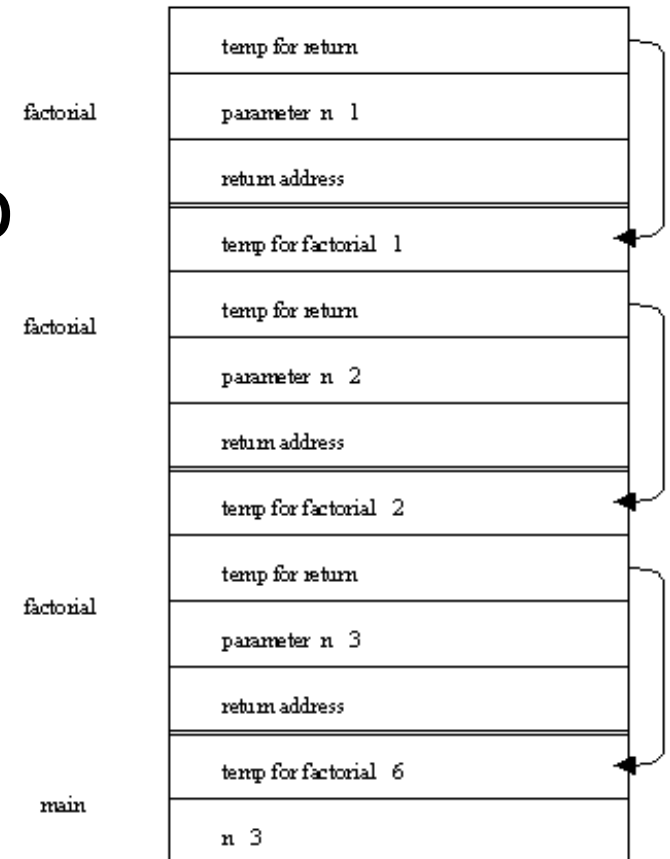 temp for return
factorial
parameter n 1
return address
temp for factorial 1
temp for return
factorial
parameter n 2
return address
temp for factorial 2
temp for return
factorial
parameter n 3
return address
temp for factorial 6
main
n 3